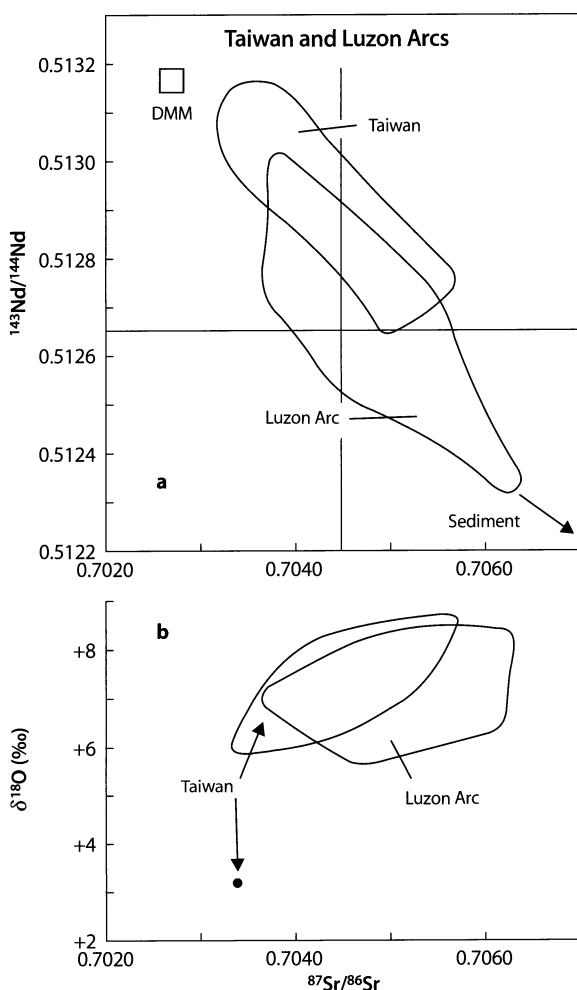 Taiwan and Luzon Arcs
0.5132
DMM
Taiwan
0.5130
0.5128
¹⁴³Nd/¹⁴⁴Nd
0.5126
Luzon Arc
0.5124
a
Sediment
0.5122
0.7020
0.7040
0.7060
b
+8
+6
δ¹⁸O (‰)
Taiwan
Luzon Arc
+4
+2
0.7020
0.7040
0.7060
⁸⁷Sr/⁸⁶Sr